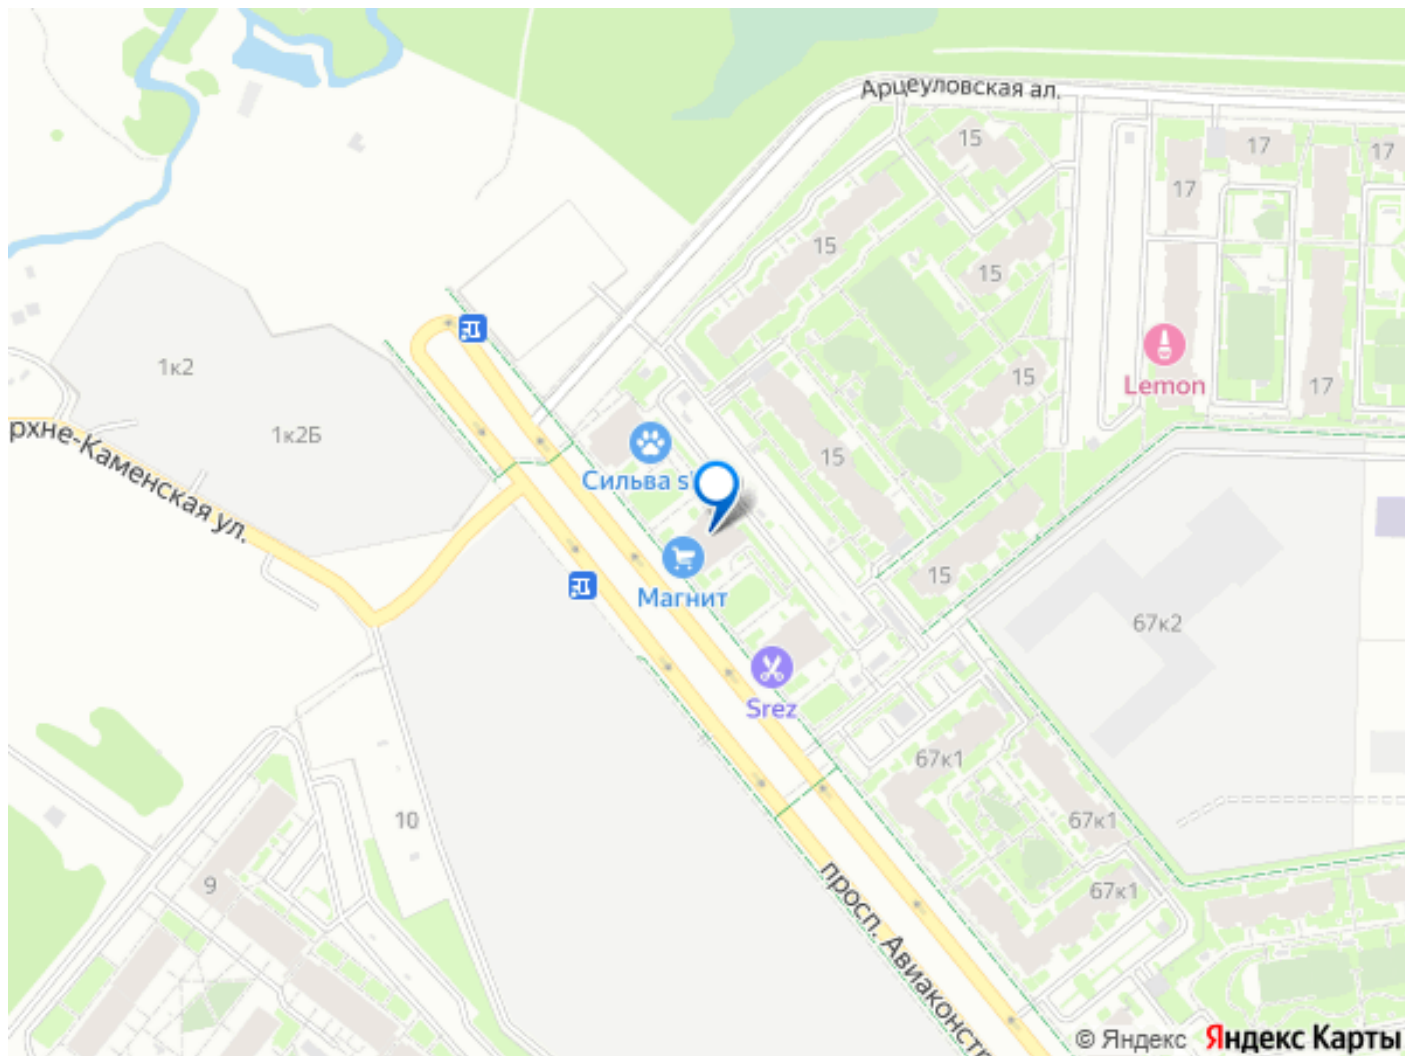 Арцеуловская ал.
15
17
17
17
15
15
1к2
Lemon
15
17
1к2Б
рхне-Каменская ул.
Сильва s
15
15
Магнит
67к2
Srez
67к1
10
67к1
9
67к1
просп. Авиаконст
© Яндекс Яндекс Карты